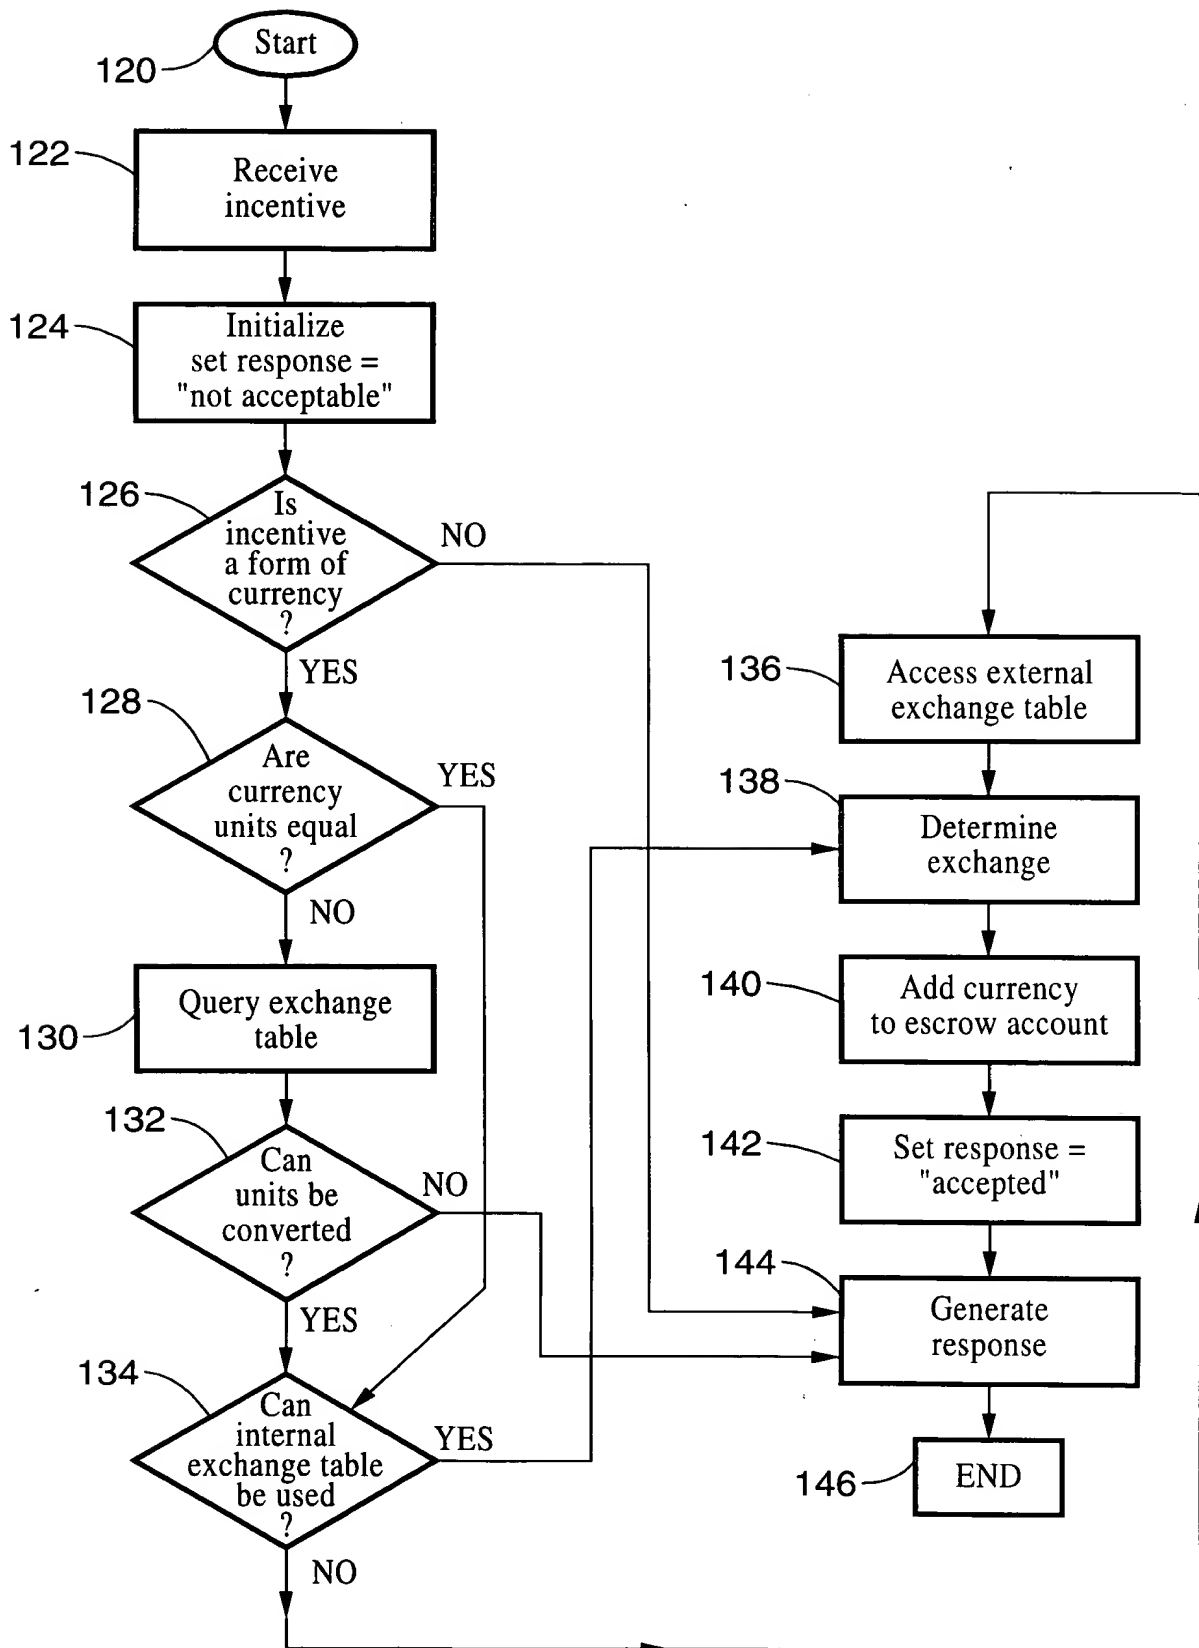 120
Start
122
Receive
incentive
124
Initialize
set response =
"not acceptable"
126
Is
incentive
a form of
currency
?
NO
YES
128
Are
currency
units equal
?
YES
NO
130
Query exchange
table
132
Can
units be
converted
?
NO
YES
134
Can
internal
exchange table
be used
?
YES
NO
136
Access external
exchange table
138
Determine
exchange
140
Add currency
to escrow account
142
Set response =
"accepted"
144
Generate
response
146
END